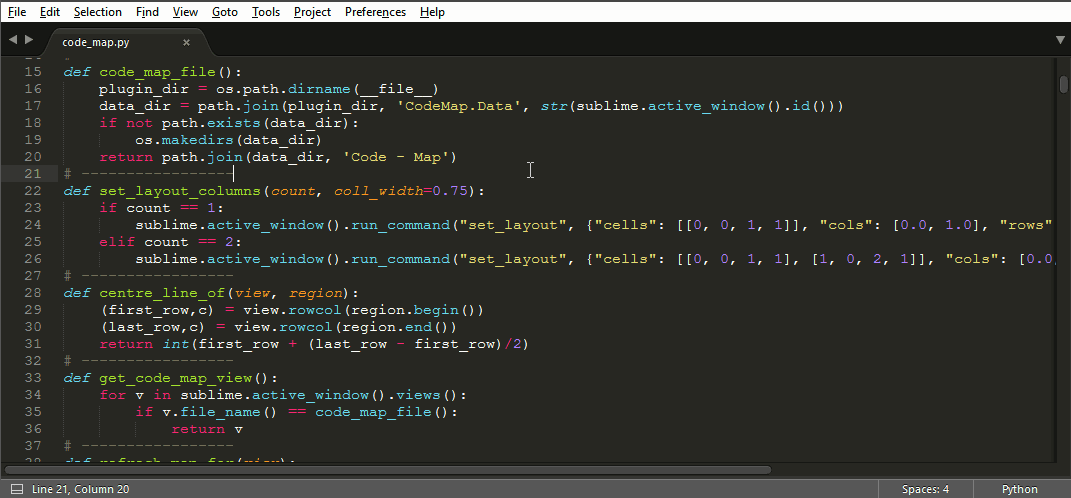 File Edit Selection Find View Goto Tools Project Preferences Help
code_map.py ×
15 def code_map_file():
16     plugin_dir = os.path.dirname(__file__)
17     data_dir = path.join(plugin_dir, 'CodeMap.Data', str(sublime.active_window().id()))
18     if not path.exists(data_dir):
19         os.makedirs(data_dir)
20     return path.join(data_dir, 'Code - Map')
21 # -----------------
22 def set_layout_columns(count, coll_width=0.75):
23     if count == 1:
24         sublime.active_window().run_command("set_layout", {"cells": [[0, 0, 1, 1]], "cols": [0.0, 1.0], "rows"
25     elif count == 2:
26         sublime.active_window().run_command("set_layout", {"cells": [[0, 0, 1, 1], [1, 0, 2, 1]], "cols": [0.0,
27 # -----------------
28 def centre_line_of(view, region):
29     (first_row,c) = view.rowcol(region.begin())
30     (last_row,c) = view.rowcol(region.end())
31     return int(first_row + (last_row - first_row)/2)
32 # -----------------
33 def get_code_map_view():
34     for v in sublime.active_window().views():
35         if v.file_name() == code_map_file():
36             return v
37 # -----------------
Line 21, Column 20 Spaces: 4 Python